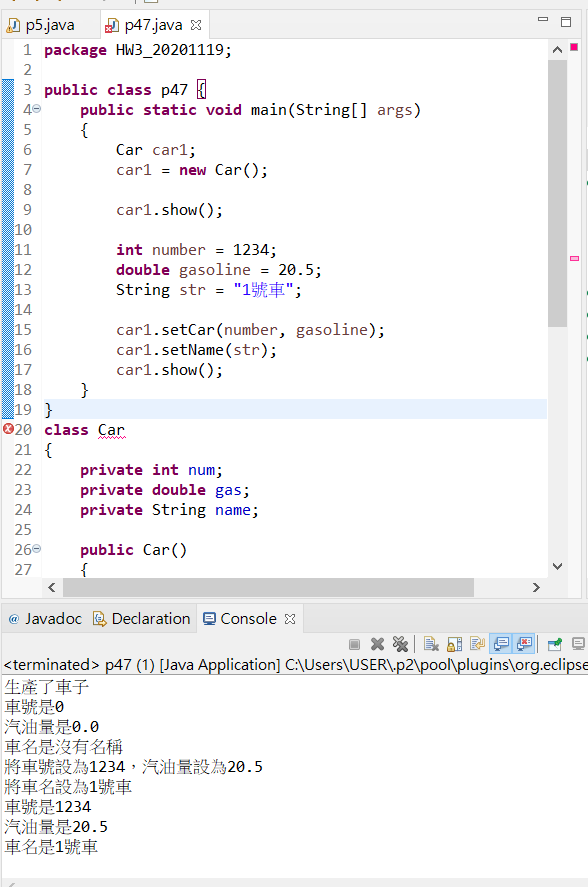 p5.java p47.java
1 package HW3_20201119;
2
3 public class p47 {
4 public static void main(String[] args)
5 {
6 Car car1;
7 car1 = new Car();
8
9 car1.show();
10
11 int number = 1234;
12 double gasoline = 20.5;
13 String str = "1號車";
14
15 car1.setCar(number, gasoline);
16 car1.setName(str);
17 car1.show();
18 }
19 }
20 class Car
21 {
22 private int num;
23 private double gas;
24 private String name;
25
26 public Car()
27 {
@ Javadoc Declaration Console
<terminated> p47 (1) [Java Application] C:\Users\USER\.p2\pool\plugins\org.eclipse
生產了車子
車號是0
汽油量是0.0
車名是沒有名稱
將車號設為1234，汽油量設為20.5
將車名設為1號車
車號是1234
汽油量是20.5
車名是1號車